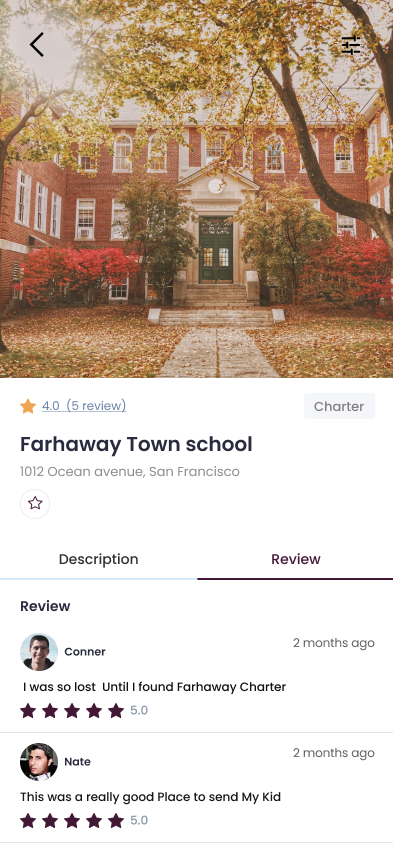 4.0 (5 review)
Charter
Farhaway Town school
1012 Ocean avenue, San Francisco
Description
Review
Review
Conner
2 months ago
I was so lost Until I found Farhaway Charter
5.0
Nate
2 months ago
This was a really good Place to send My Kid
5.0